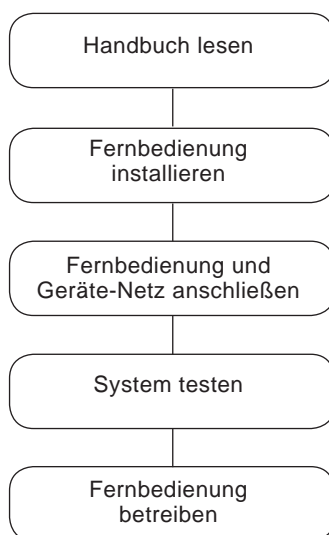 Handbuch lesen
Fernbedienung
installieren
Fernbedienung und
Geräte-Netz anschließen
System testen
Fernbedienung
betreiben